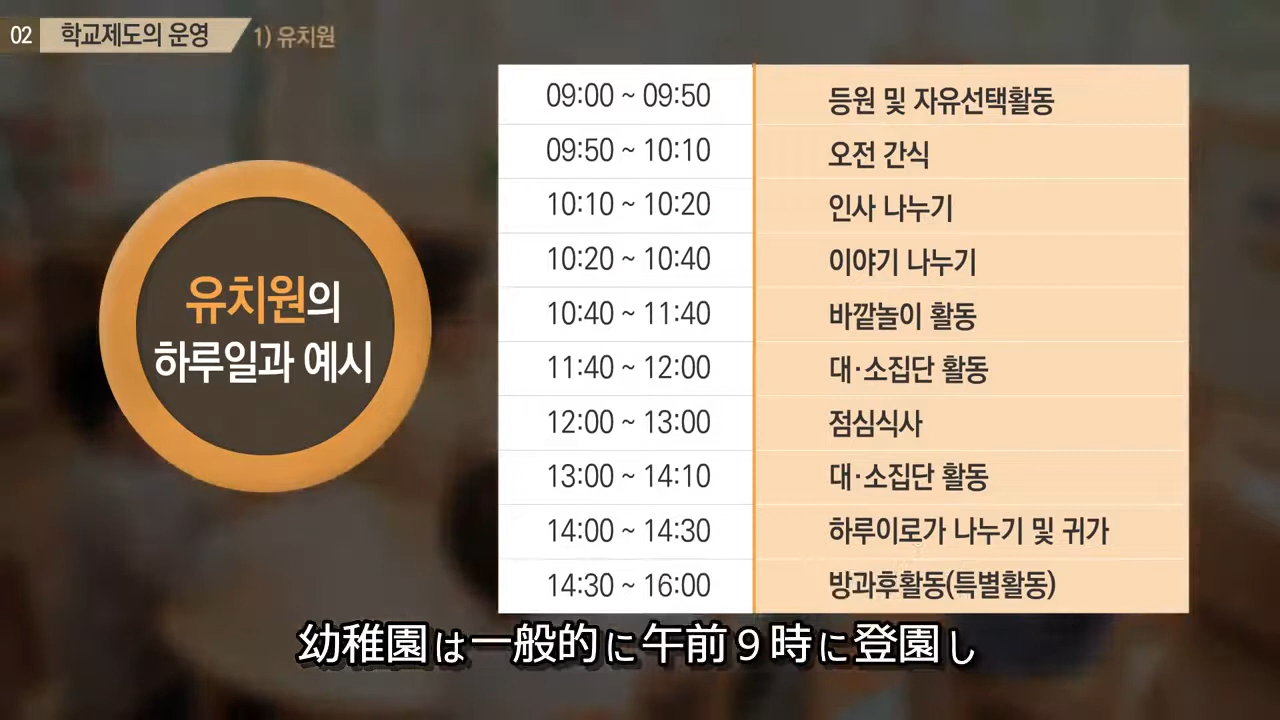 02 학교제도의 운영 1) 유치원
유치원의
하루일과 예시
09:00 ~ 09:50 등원 및 자유선택활동
09:50 ~ 10:10 오전 간식
10:10 ~ 10:20 인사 나누기
10:20 ~ 10:40 이야기 나누기
10:40 ~ 11:40 바깥놀이 활동
11:40 ~ 12:00 대·소집단 활동
12:00 ~ 13:00 점심식사
13:00 ~ 14:10 대·소집단 활동
14:00 ~ 14:30 하루이로가 나누기 및 귀가
14:30 ~ 16:00 방과후활동(특별활동)
幼稚園は一般的に午前９時に登園し